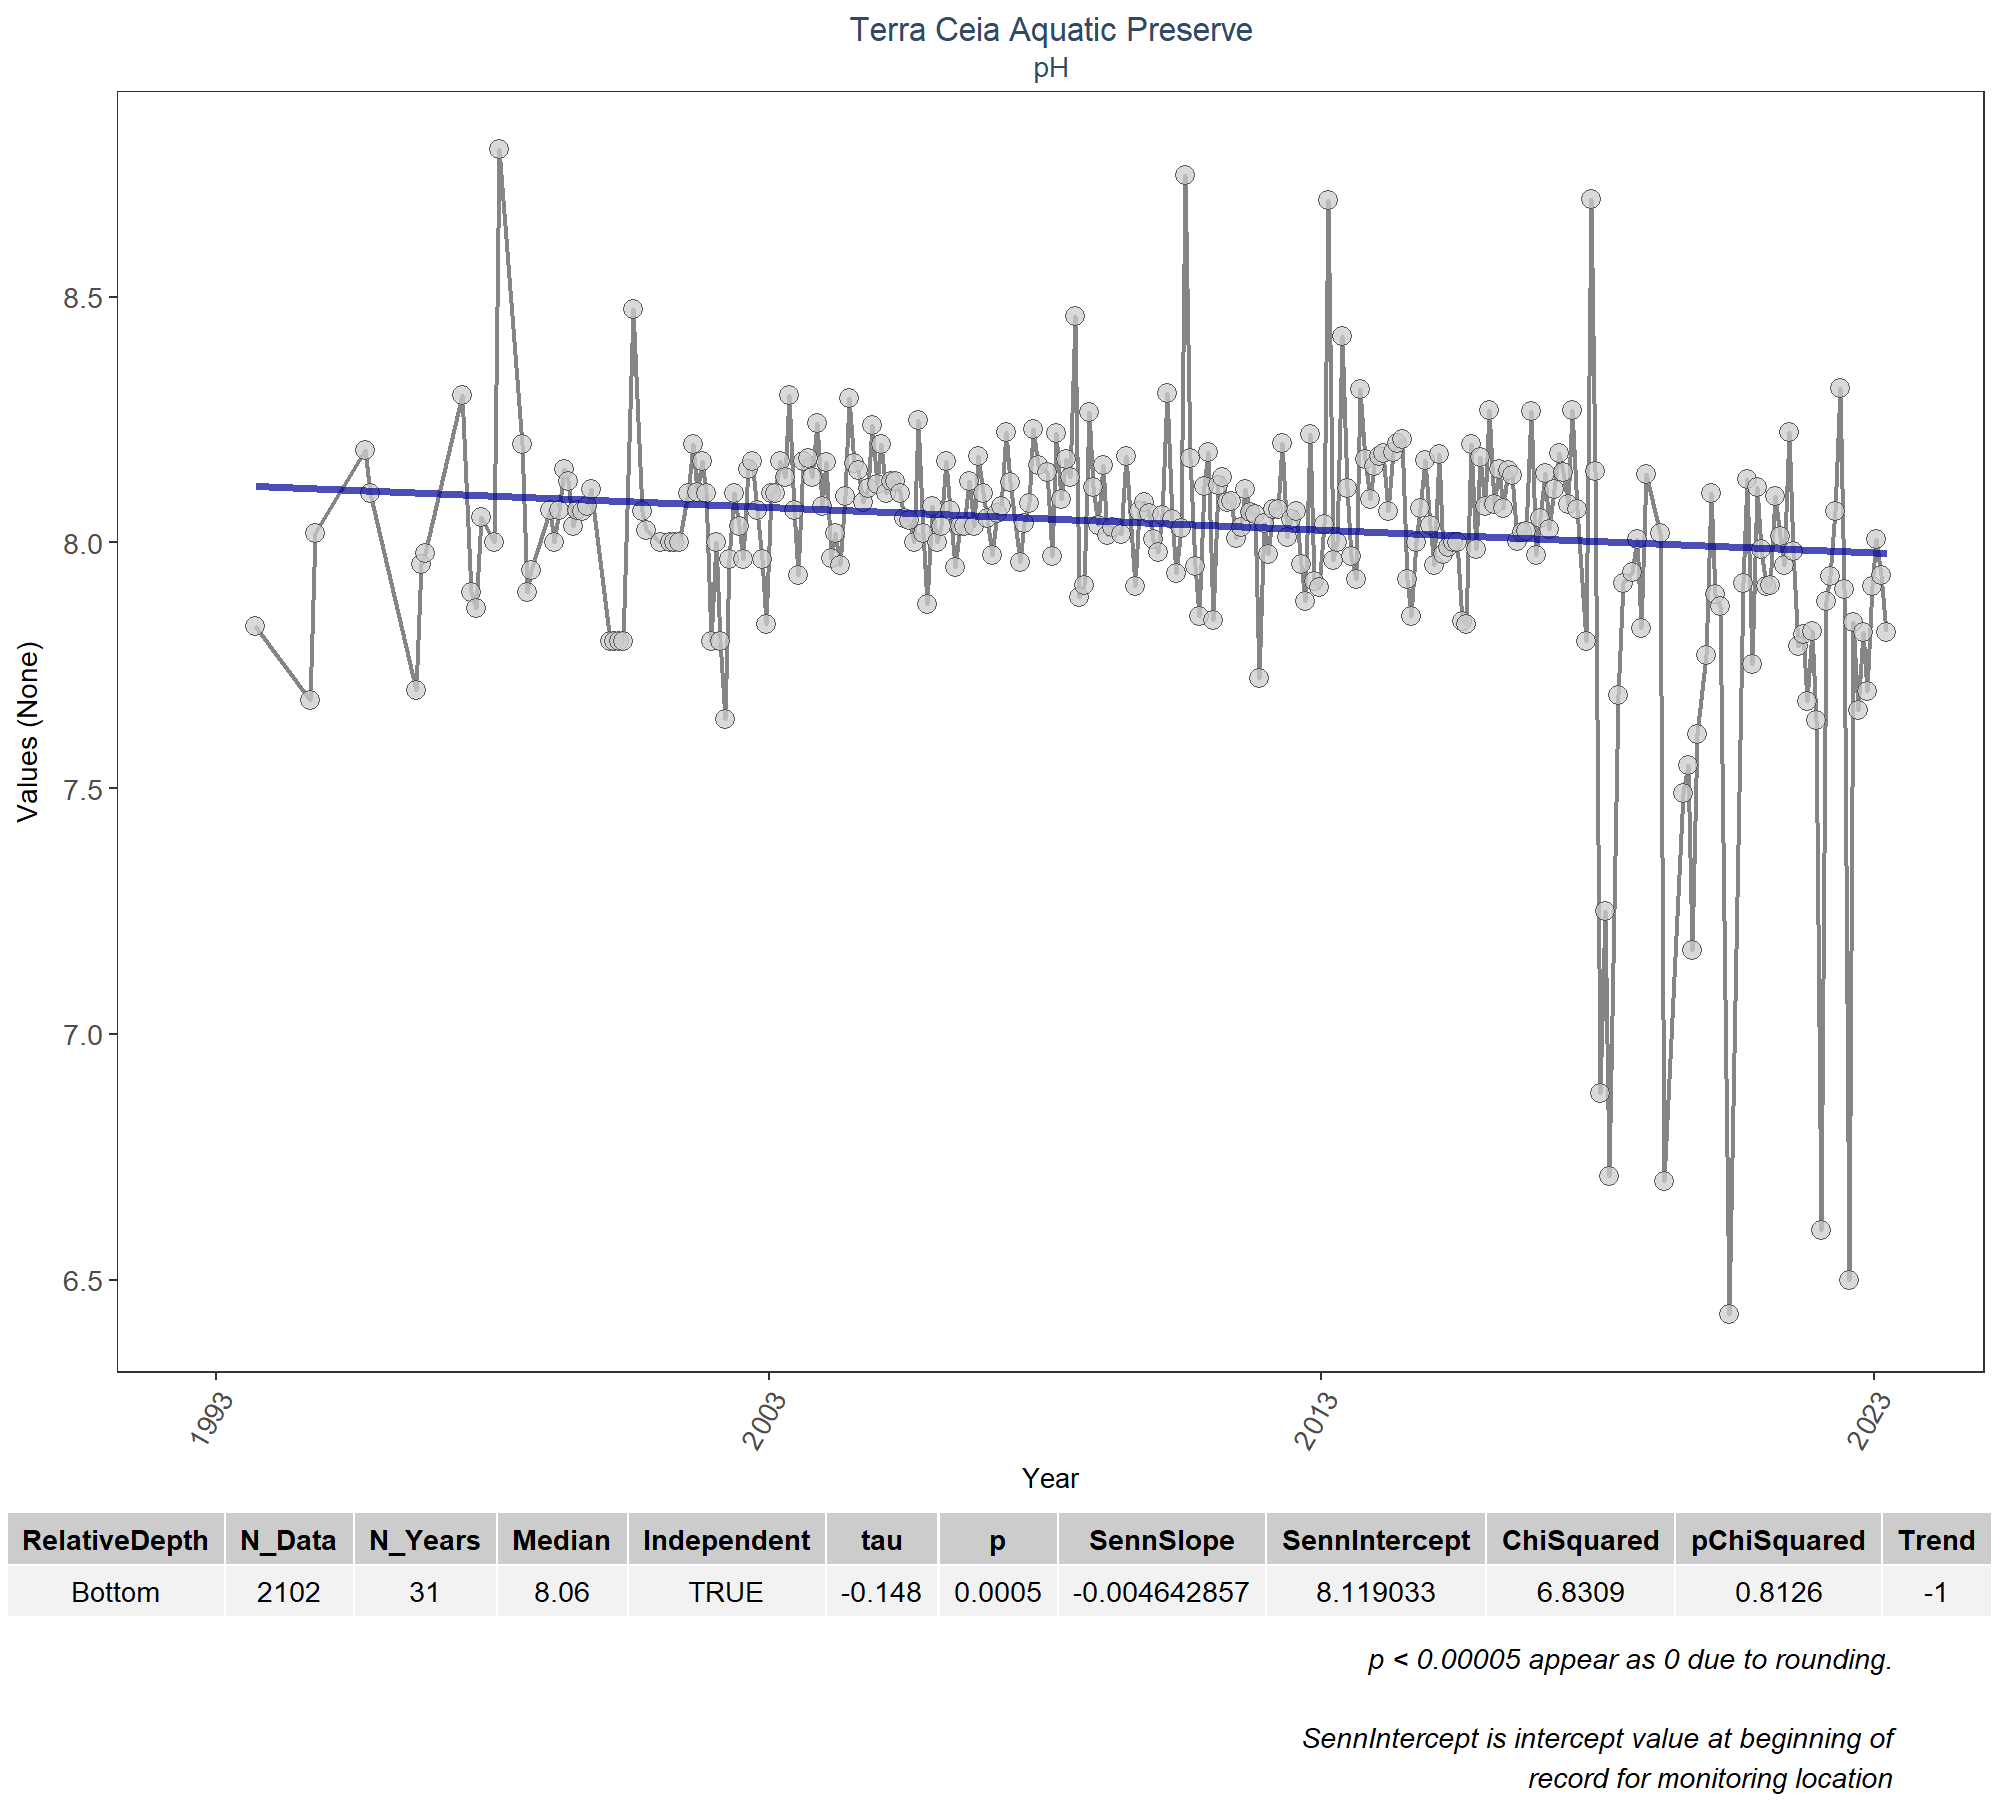 Terra Ceia Aquatic Preserve
pH
8.5
8.0
7.5
7.0
6.5
Values (None)
1993 2003 2013 2023
Year
RelativeDepth N_Data N_Years Median Independent tau p SennSlope SennIntercept ChiSquared pChiSquared Trend
Bottom 2102 31 8.06 TRUE -0.148 0.0005 -0.004642857 8.119033 6.8309 0.8126 -1
p < 0.00005 appear as 0 due to rounding.
SennIntercept is intercept value at beginning of
record for monitoring location